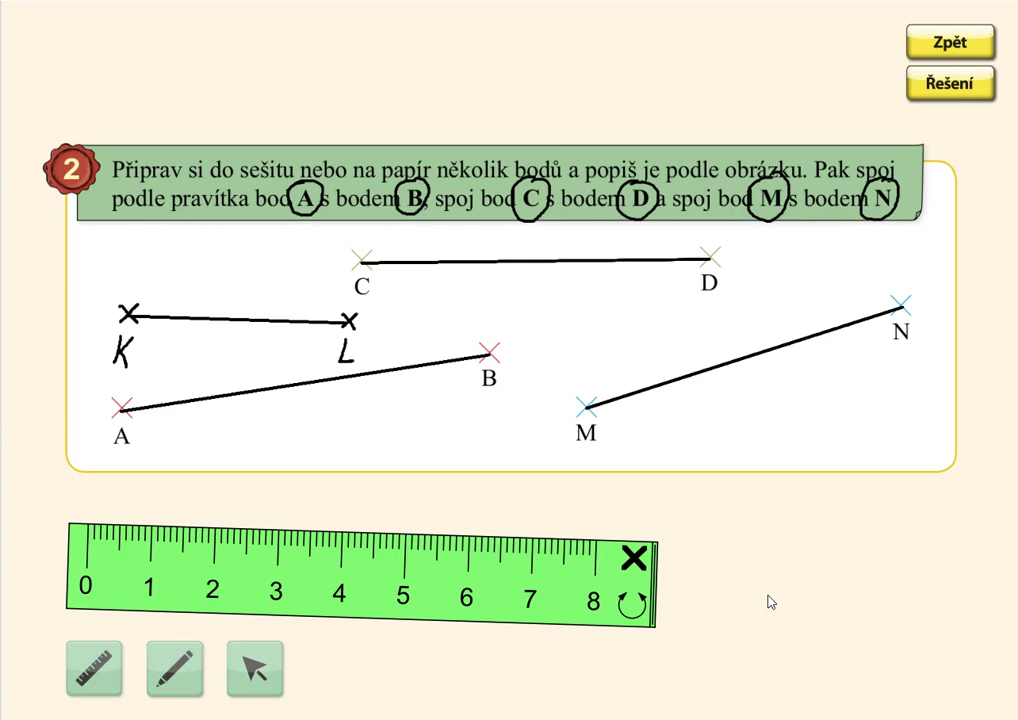 Zpět
Řešení
2
Připrav si do sešitu nebo na papír několik bodů a popiš je podle obrázku. Pak spoj
podle pravítka bod A s bodem B, spoj bod C s bodem D a spoj bod M s bodem N.
C D
K L
N
B
A
M
0 1 2 3 4 5 6 7 8